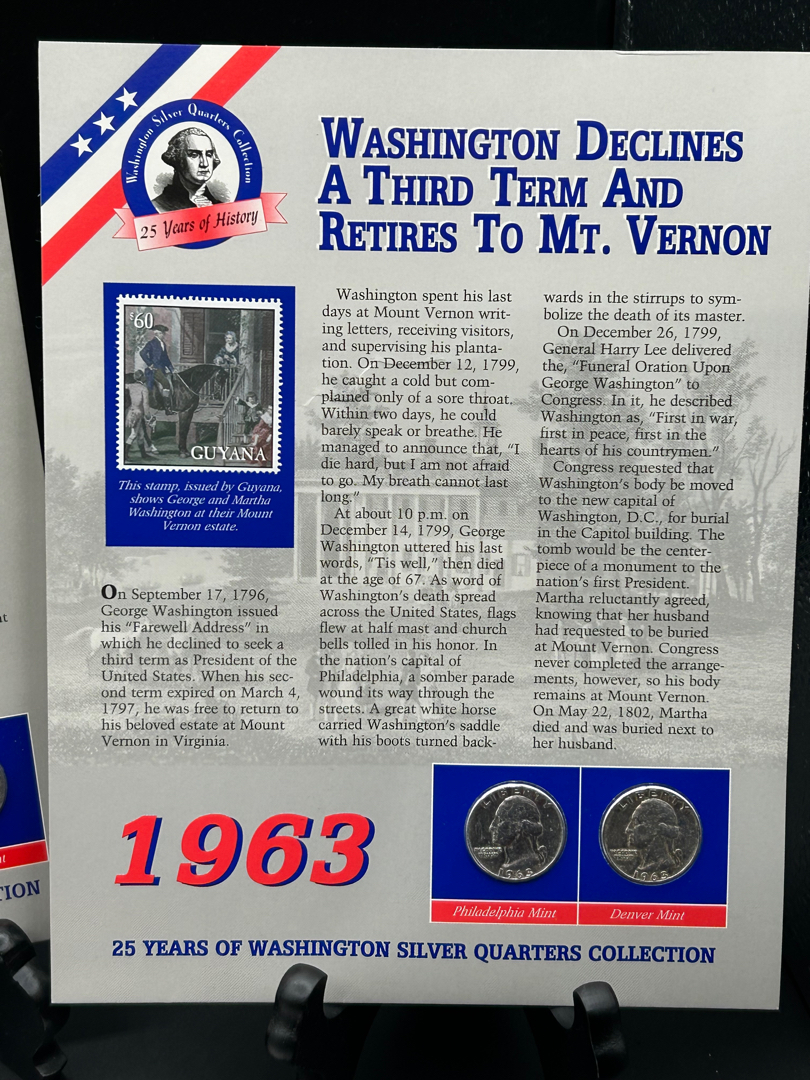 Washington Silver Quarters Collection
25 Years of History
WASHINGTON DECLINES
A THIRD TERM AND
RETIRES TO MT. VERNON
$60
GUYANA
This stamp, issued by Guyana,
shows George and Martha
Washington at their Mount
Vernon estate.
On September 17, 1796,
George Washington issued
his "Farewell Address" in
which he declined to seek a
third term as President of the
United States. When his sec-
ond term expired on March 4,
1797, he was free to return to
his beloved estate at Mount
Vernon in Virginia.
Washington spent his last
days at Mount Vernon writ-
ing letters, receiving visitors,
and supervising his planta-
tion. On December 12, 1799,
he caught a cold but com-
plained only of a sore throat.
Within two days, he could
barely speak or breathe. He
managed to announce that, "I
die hard, but I am not afraid
to go. My breath cannot last
long."
At about 10 p.m. on
December 14, 1799, George
Washington uttered his last
words, "Tis well," then died
at the age of 67. As word of
Washington's death spread
across the United States, flags
flew at half mast and church
bells tolled in his honor. In
the nation's capital of
Philadelphia, a somber parade
wound its way through the
streets. A great white horse
carried Washington's saddle
with his boots turned back-
wards in the stirrups to sym-
bolize the death of its master.
On December 26, 1799,
General Harry Lee delivered
the, "Funeral Oration Upon
George Washington" to
Congress. In it, he described
Washington as, "First in war,
first in peace, first in the
hearts of his countrymen."
Congress requested that
Washington's body be moved
to the new capital of
Washington, D.C., for burial
in the Capitol building. The
tomb would be the center-
piece of a monument to the
nation's first President.
Martha reluctantly agreed,
knowing that her husband
had requested to be buried
at Mount Vernon. Congress
never completed the arrange-
ments, however, so his body
remains at Mount Vernon.
On May 22, 1802, Martha
died and was buried next to
her husband.
1963
LIBERTY
IN GOD WE TRUST
1963
LIBERTY
IN GOD WE TRUST
1963
Philadelphia Mint
Denver Mint
25 YEARS OF WASHINGTON SILVER QUARTERS COLLECTION